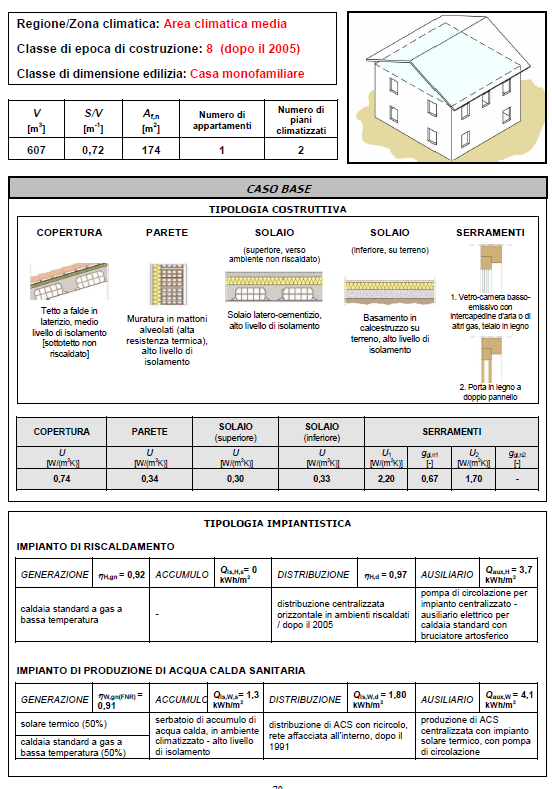 Regione/Zona climatica: Area climatica media
Classe di epoca di costruzione: 8 (dopo il 2005)
Classe di dimensione edilizia: Casa monofamiliare
V [m³] S/V [m⁻¹] Af,n [m²] Numero di appartamenti Numero di piani climatizzati
607 0,72 174 1 2
CASO BASE
TIPOLOGIA COSTRUTTIVA
COPERTURA
Tetto a falde in
laterizio, medio
livello di isolamento
[sottotetto non
riscaldato]
PARETE
Muratura in mattoni
alveolati (alta
resistenza termica),
alto livello di
isolamento
SOLAIO
(superiore, verso
ambiente non riscaldato)
Solaio latero-cementizio,
alto livello di isolamento
SOLAIO
(inferiore, su terreno)
Basamento in
calcestruzzo su
terreno, alto livello di
isolamento
SERRAMENTI
1. Vetro-camera basso-
emissivo con
intercapedine d'aria o di
altri gas, telaio in legno
2. Porta in legno a
doppio pannello
COPERTURA PARETE SOLAIO (superiore) SOLAIO (inferiore) SERRAMENTI
U [W/(m²K)] U [W/(m²K)] U [W/(m²K)] U [W/(m²K)] U1 [W/(m²K)] ggl,n1 [-] U2 [W/(m²K)] ggl,n2 [-]
0,74 0,34 0,30 0,33 2,20 0,67 1,70 -
TIPOLOGIA IMPIANTISTICA
IMPIANTO DI RISCALDAMENTO
GENERAZIONE ηH,gn = 0,92 ACCUMULO Qls,H,s= 0 kWh/m² DISTRIBUZIONE ηH,d = 0,97 AUSILIARIO Qaux,H = 3,7 kWh/m²
caldaia standard a gas a
bassa temperatura
-
distribuzione centralizzata
orizzontale in ambienti riscaldati
/ dopo il 2005
pompa di circolazione per
impianto centralizzato -
ausiliario elettrico per
caldaia standard con
bruciatore artosferico
IMPIANTO DI PRODUZIONE DI ACQUA CALDA SANITARIA
GENERAZIONE ηW,gn(FNR) = 0,91 ACCUMULO Qls,W,s= 1,3 kWh/m² DISTRIBUZIONE Qls,W,d = 1,80 kWh/m² AUSILIARIO Qaux,W = 4,1 kWh/m²
solare termico (50%)
caldaia standard a gas a
bassa temperatura (50%)
serbatoio di accumulo di
acqua calda, in ambiente
climatizzato - alto livello
di isolamento
distribuzione di ACS con ricircolo,
rete affacciata all'interno, dopo il
1991
produzione di ACS
centralizzata con impianto
solare termico, con pompa
di circolazione